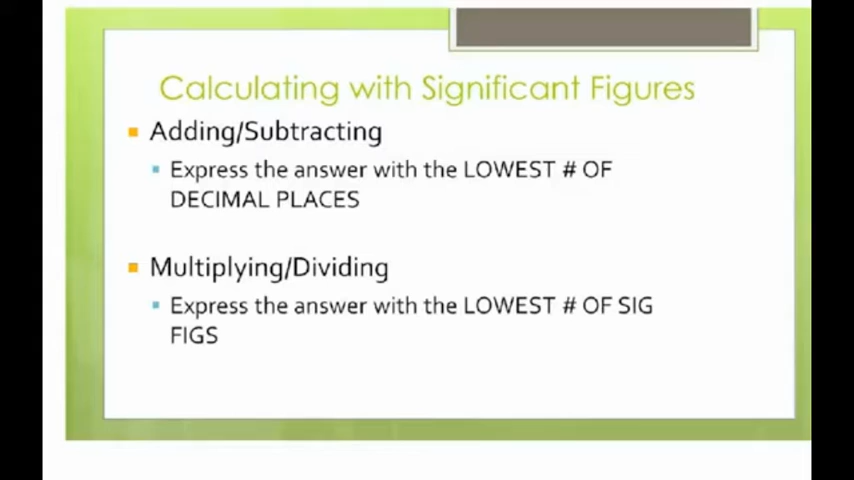 Calculating with Significant Figures
Adding/Subtracting
Express the answer with the LOWEST # OF
DECIMAL PLACES
Multiplying/Dividing
Express the answer with the LOWEST # OF SIG
FIGS